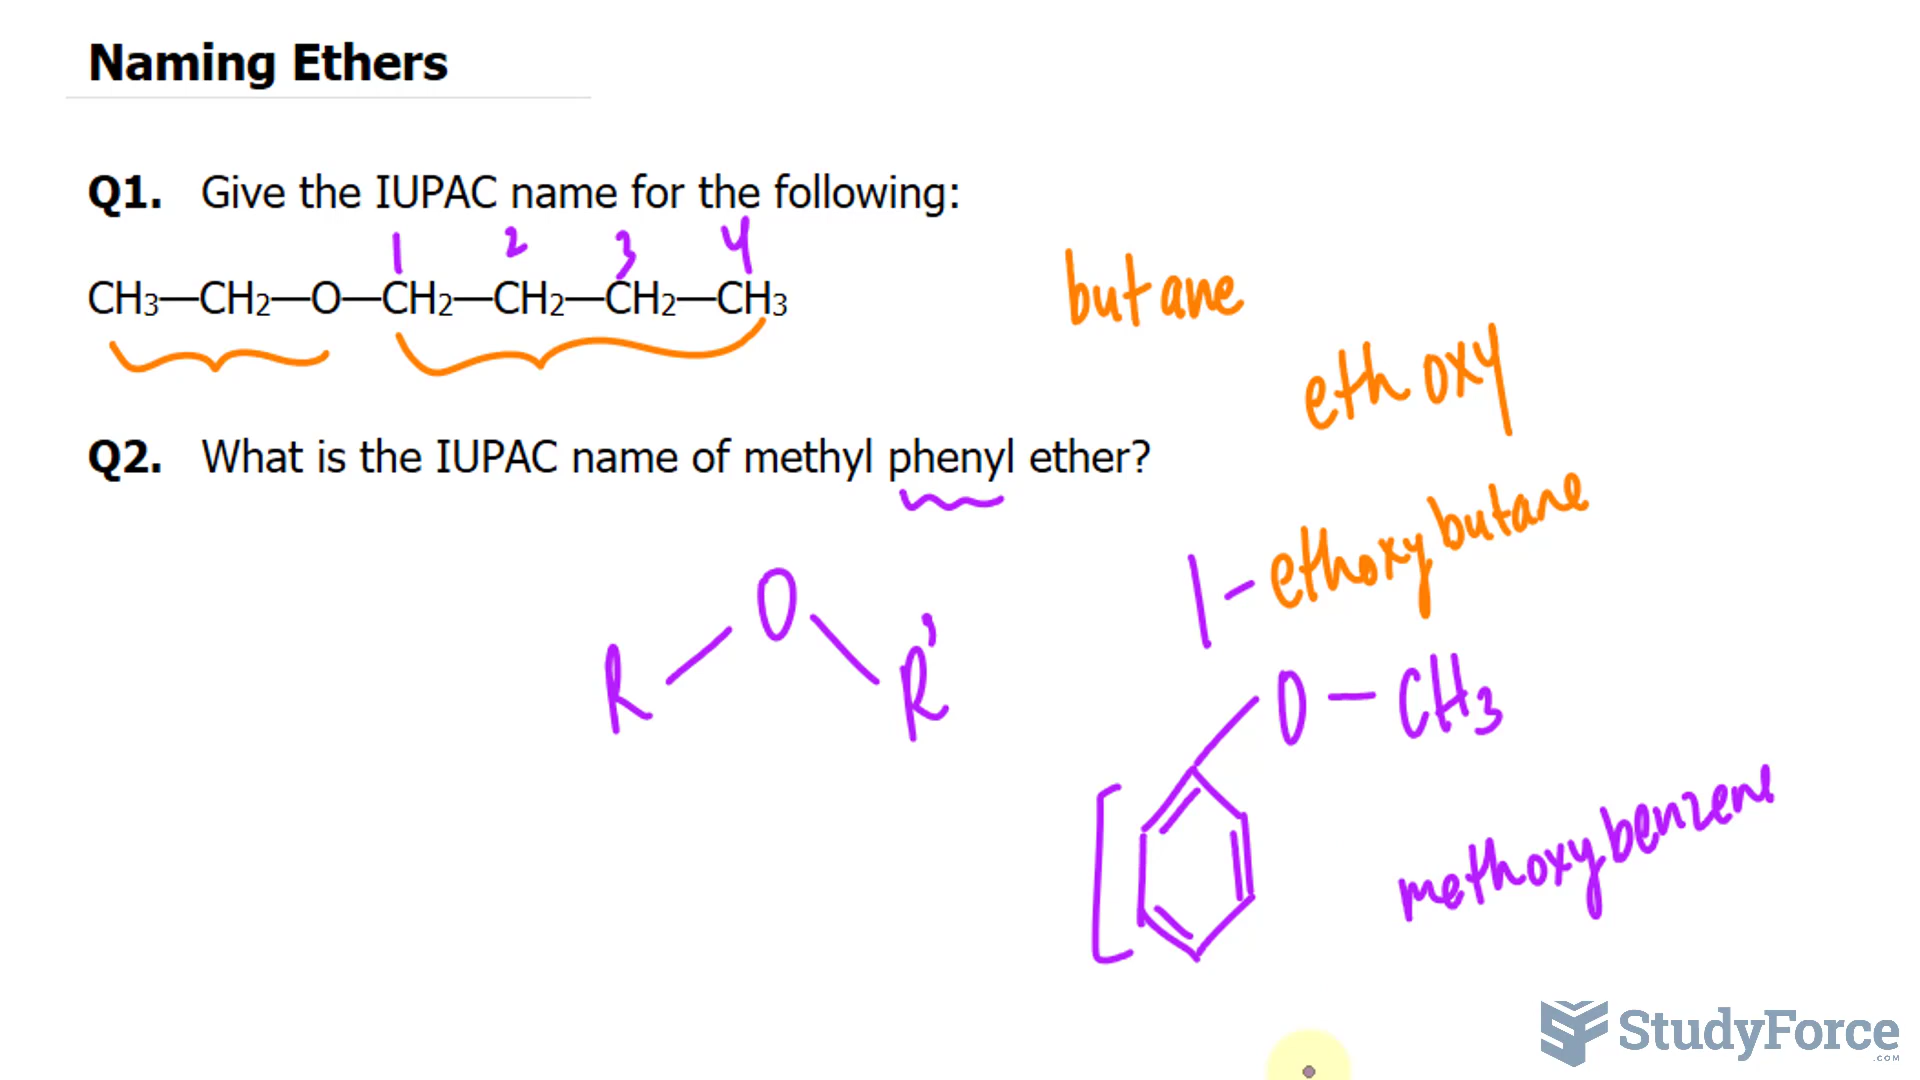 Naming Ethers
Q1. Give the IUPAC name for the following:
1 2 3 4
CH3—CH2—O—CH2—CH2—CH2—CH3
butane
ethoxy
Q2. What is the IUPAC name of methyl phenyl ether?
1-ethoxybutane
R O R'
O - CH3
methoxybenzene
StudyForce
.COM